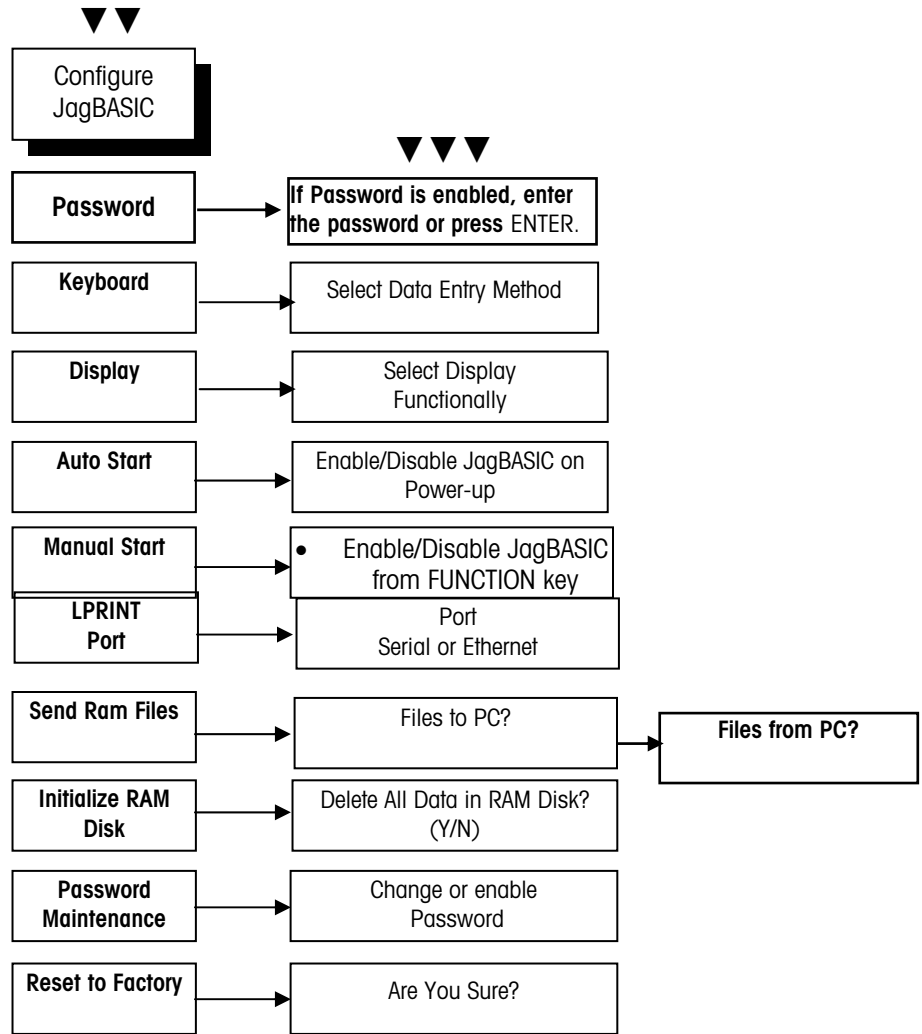 Configure
JagBASIC
Password
If Password is enabled, enter
the password or press ENTER.
Keyboard
Select Data Entry Method
Display
Select Display
Functionally
Auto Start
Enable/Disable JagBASIC on
Power-up
Manual Start
• Enable/Disable JagBASIC
from FUNCTION key
LPRINT
Port
Port
Serial or Ethernet
Send Ram Files
Files to PC?
Files from PC?
Initialize RAM
Disk
Delete All Data in RAM Disk?
(Y/N)
Password
Maintenance
Change or enable
Password
Reset to Factory
Are You Sure?